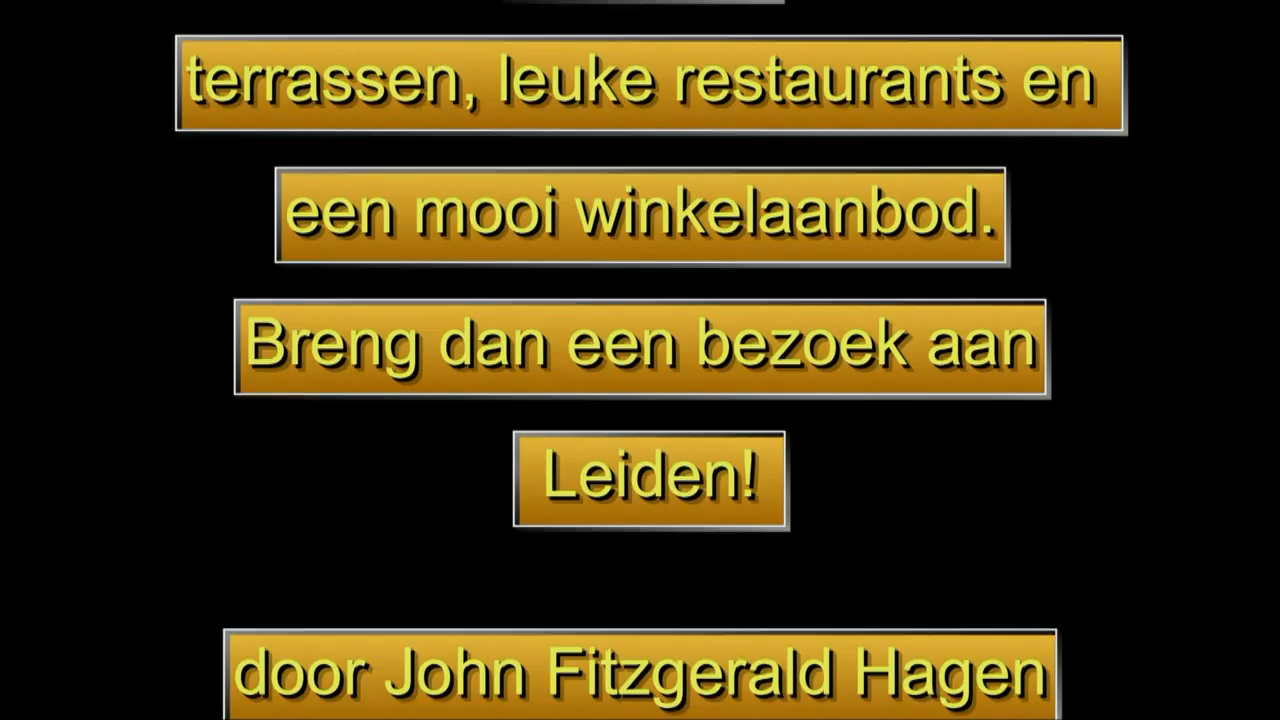 terrassen, leuke restaurants en
een mooi winkelaanbod.
Breng dan een bezoek aan
Leiden!
door John Fitzgerald Hagen